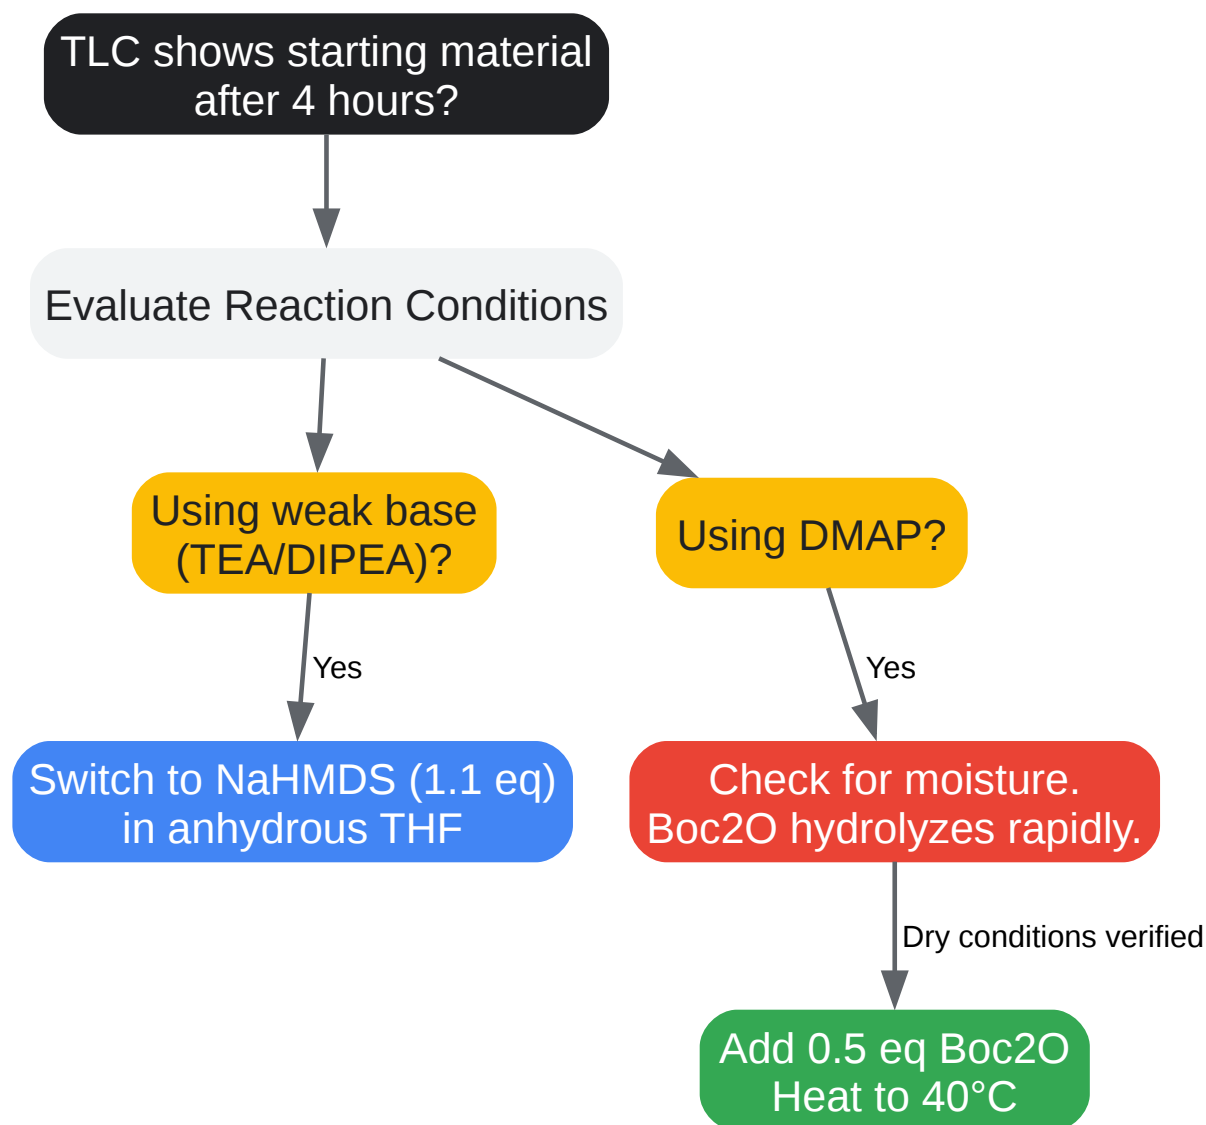 TLC shows starting material
after 4 hours?
Evaluate Reaction Conditions
Using weak base
(TEA/DIPEA)?
Using DMAP?
Yes
Yes
Switch to NaHMDS (1.1 eq)
in anhydrous THF
Check for moisture.
Boc2O hydrolyzes rapidly.
Dry conditions verified
Add 0.5 eq Boc2O
Heat to 40°C